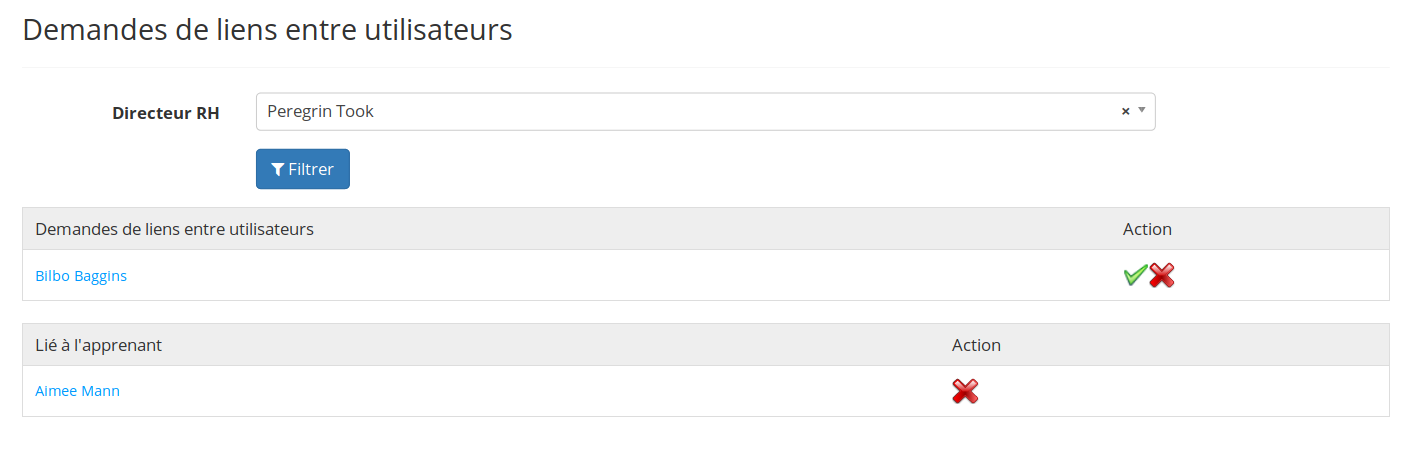 Demandes de liens entre utilisateurs
Directeur RH
Peregrin Took
×
Filtrer
Demandes de liens entre utilisateurs Action
Bilbo Baggins
Lié à l'apprenant Action
Aimee Mann